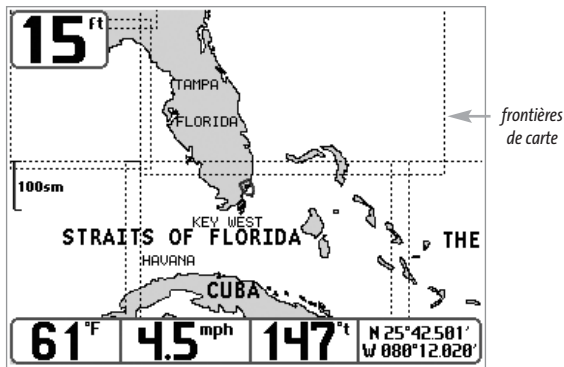 15 ft
TAMPA
FLORIDA
frontières
de carte
100sm
KEY WEST
STRAITS OF FLORIDA
THE
HAVANA
CUBA
61°F
4.5 mph
147°t
N 25°42.501'
W 080°12.020'